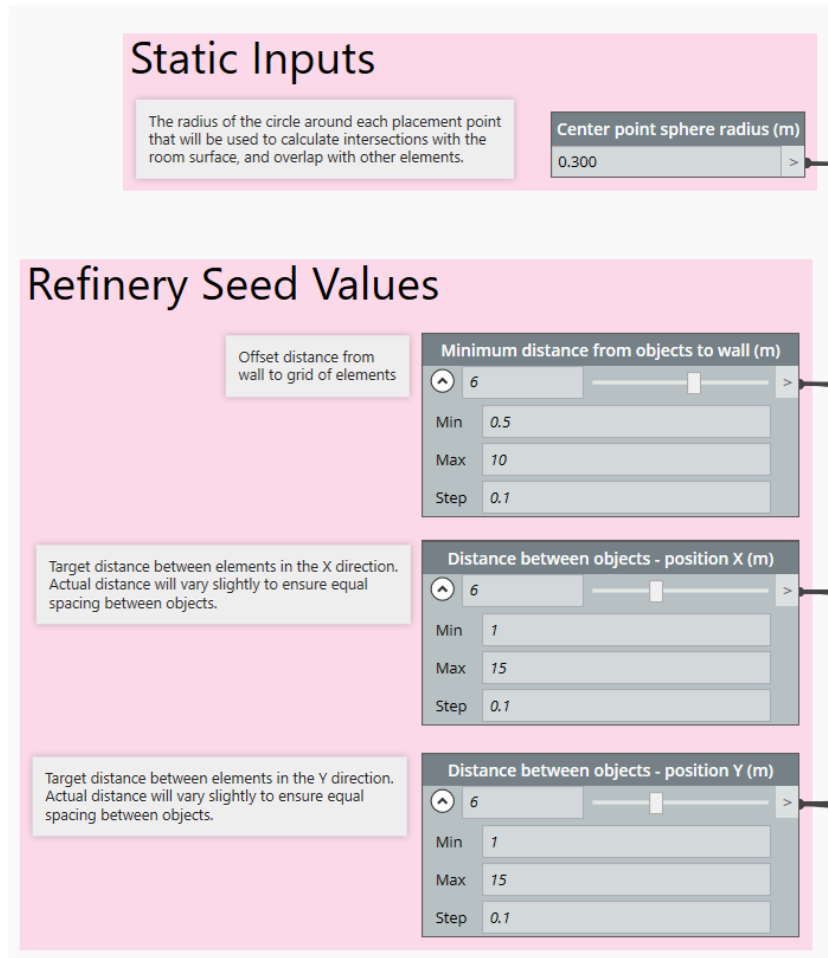 Static Inputs
The radius of the circle around each placement point
that will be used to calculate intersections with the
room surface, and overlap with other elements.
Center point sphere radius (m)
0.300
>
Refinery Seed Values
Offset distance from
wall to grid of elements
Minimum distance from objects to wall (m)
6
>
Min 0.5
Max 10
Step 0.1
Target distance between elements in the X direction.
Actual distance will vary slightly to ensure equal
spacing between objects.
Distance between objects - position X (m)
6
>
Min 1
Max 15
Step 0.1
Target distance between elements in the Y direction.
Actual distance will vary slightly to ensure equal
spacing between objects.
Distance between objects - position Y (m)
6
>
Min 1
Max 15
Step 0.1